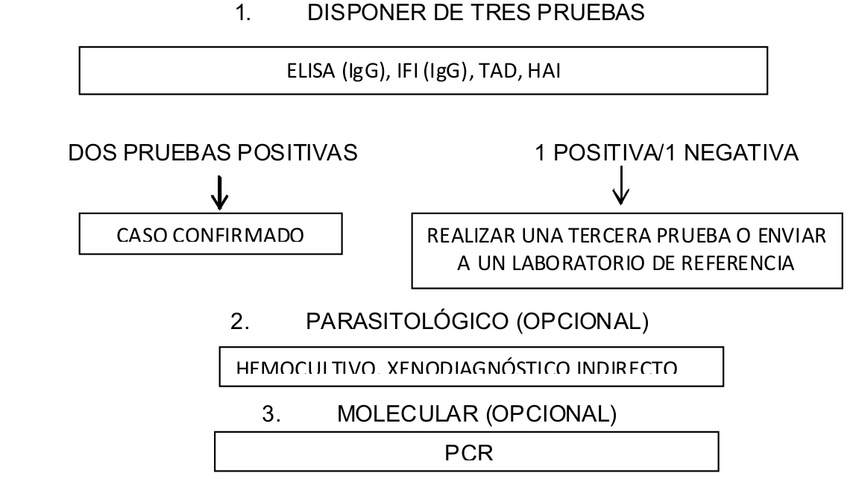 1. DISPONER DE TRES PRUEBAS
ELISA (IgG), IFI (IgG), TAD, HAI
DOS PRUEBAS POSITIVAS
1 POSITIVA/1 NEGATIVA
CASO CONFIRMADO
REALIZAR UNA TERCERA PRUEBA O ENVIAR
A UN LABORATORIO DE REFERENCIA
2. PARASITOLÓGICO (OPCIONAL)
HEMOCULTIVO, XENODIAGNÓSTICO INDIRECTO
3. MOLECULAR (OPCIONAL)
PCR